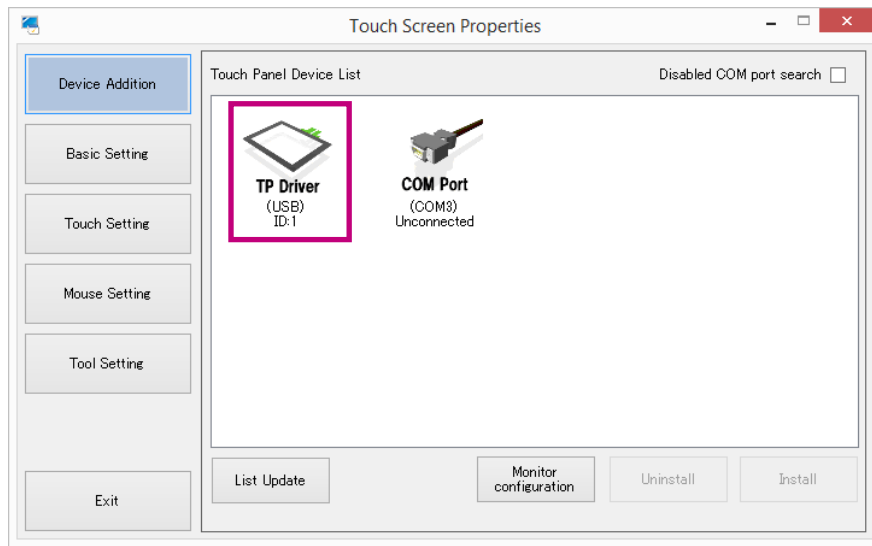 Touch Screen Properties
Device Addition
Basic Setting
Touch Setting
Mouse Setting
Tool Setting
Exit
Touch Panel Device List
Disabled COM port search
TP Driver
(USB)
ID:1
COM Port
(COM3)
Unconnected
List Update
Monitor
configuration
Uninstall
Install